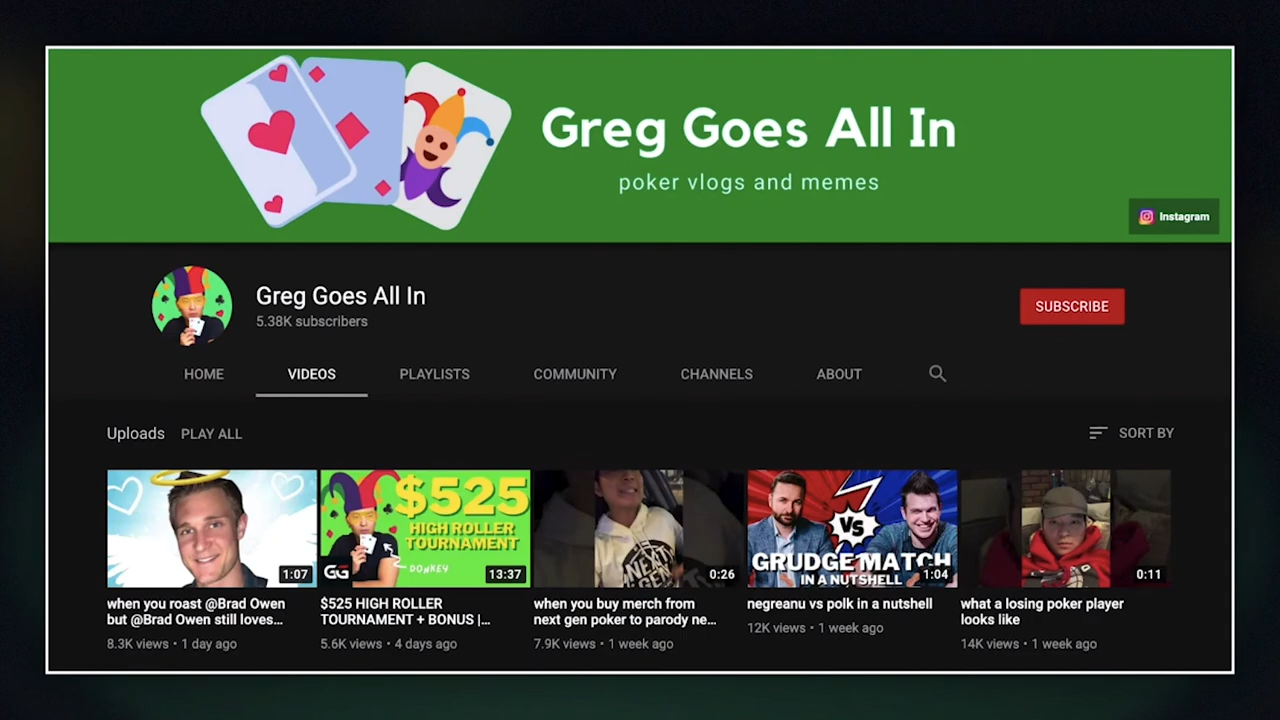 Greg Goes All In
poker vlogs and memes
Instagram
Greg Goes All In
5.38K subscribers
SUBSCRIBE
HOME VIDEOS PLAYLISTS COMMUNITY CHANNELS ABOUT
Uploads PLAY ALL
SORT BY
1:07
when you roast @Brad Owen
but @Brad Owen still loves...
8.3K views • 1 day ago
$525
HIGH ROLLER
TOURNAMENT
GG
DONKEY
13:37
$525 HIGH ROLLER
TOURNAMENT + BONUS |...
5.6K views • 4 days ago
NEXT
GEN
0:26
when you buy merch from
next gen poker to parody ne...
7.9K views • 1 week ago
VS
GRUDGE MATCH
IN A NUTSHELL
1:04
negreanu vs polk in a nutshell
12K views • 1 week ago
0:11
what a losing poker player
looks like
14K views • 1 week ago